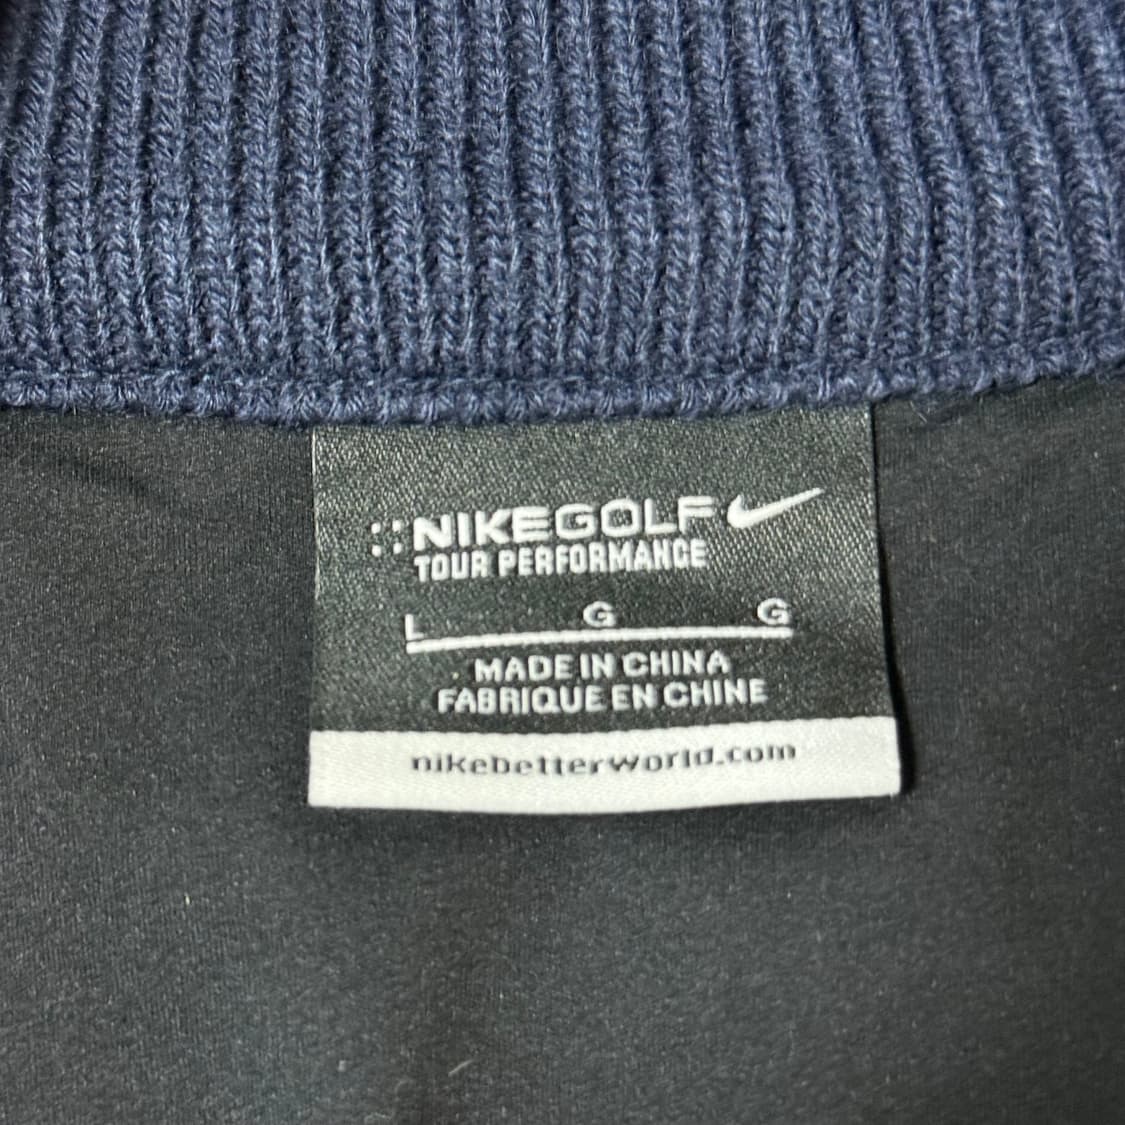 NIKEGOLF
TOUR PERFORMANCE
L G G
MADE IN CHINA
FABRIQUE EN CHINE
nikebetterworld.com